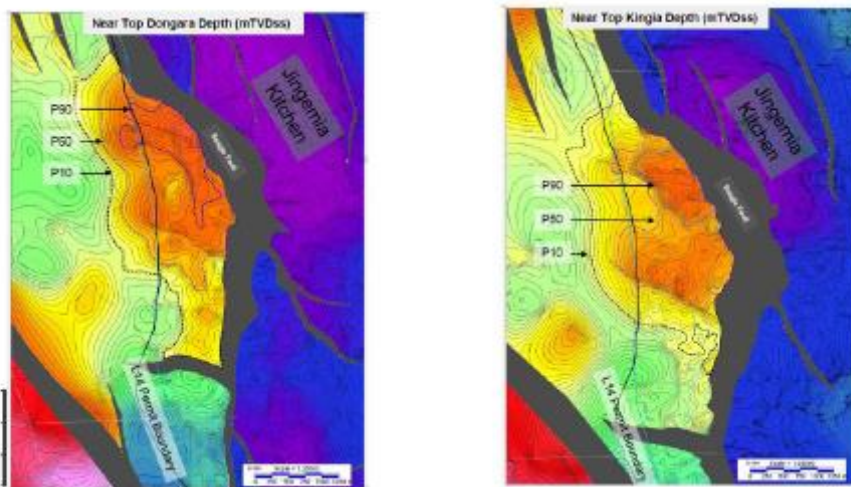 Near Top Dongara Depth (mTVDss)
Jingemia
Kitchen
P90
P50
P10
L14 Permit Boundary
Near Top Kingia Depth (mTVDss)
Jingemia
Kitchen
P90
P50
P10
L14 Permit Boundary